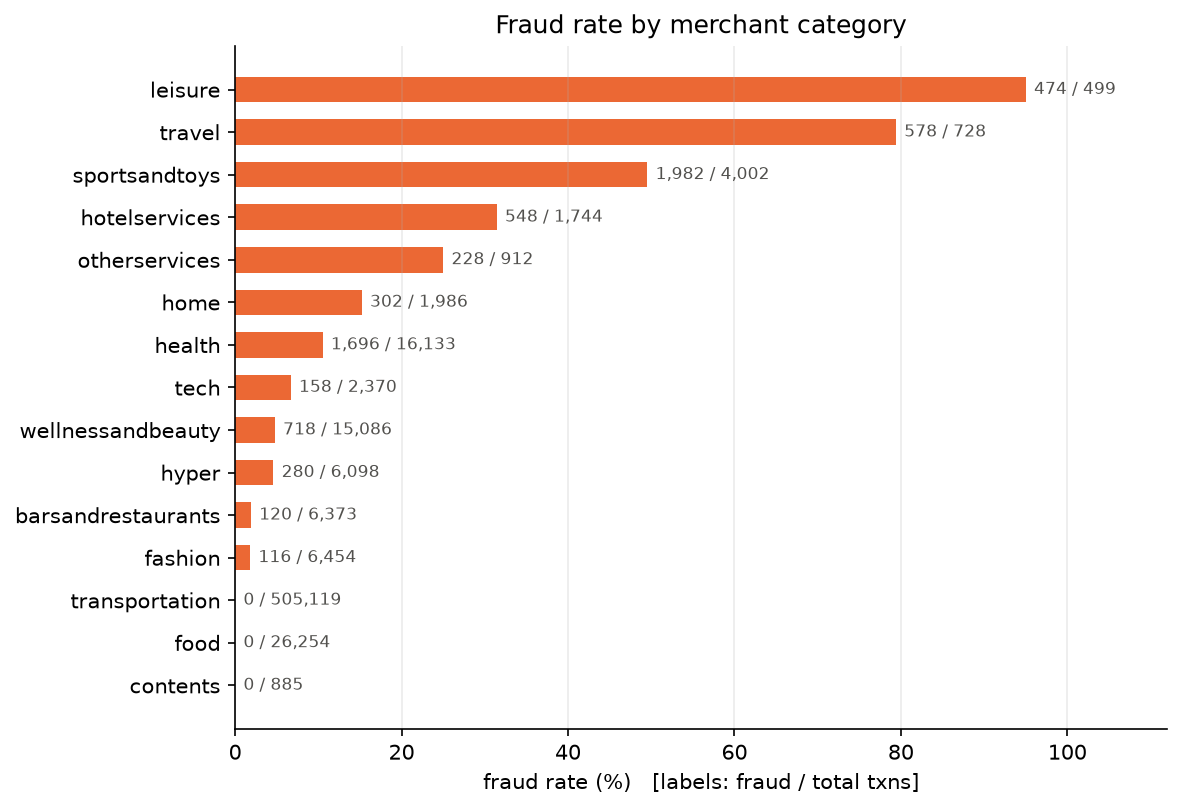 Fraud rate by merchant category
leisure 474 / 499
travel 578 / 728
sportsandtoys 1,982 / 4,002
hotelservices 548 / 1,744
otherservices 228 / 912
home 302 / 1,986
health 1,696 / 16,133
tech 158 / 2,370
wellnessandbeauty 718 / 15,086
hyper 280 / 6,098
barsandrestaurants 120 / 6,373
fashion 116 / 6,454
transportation 0 / 505,119
food 0 / 26,254
contents 0 / 885
0 20 40 60 80 100
fraud rate (%) [labels: fraud / total txns]